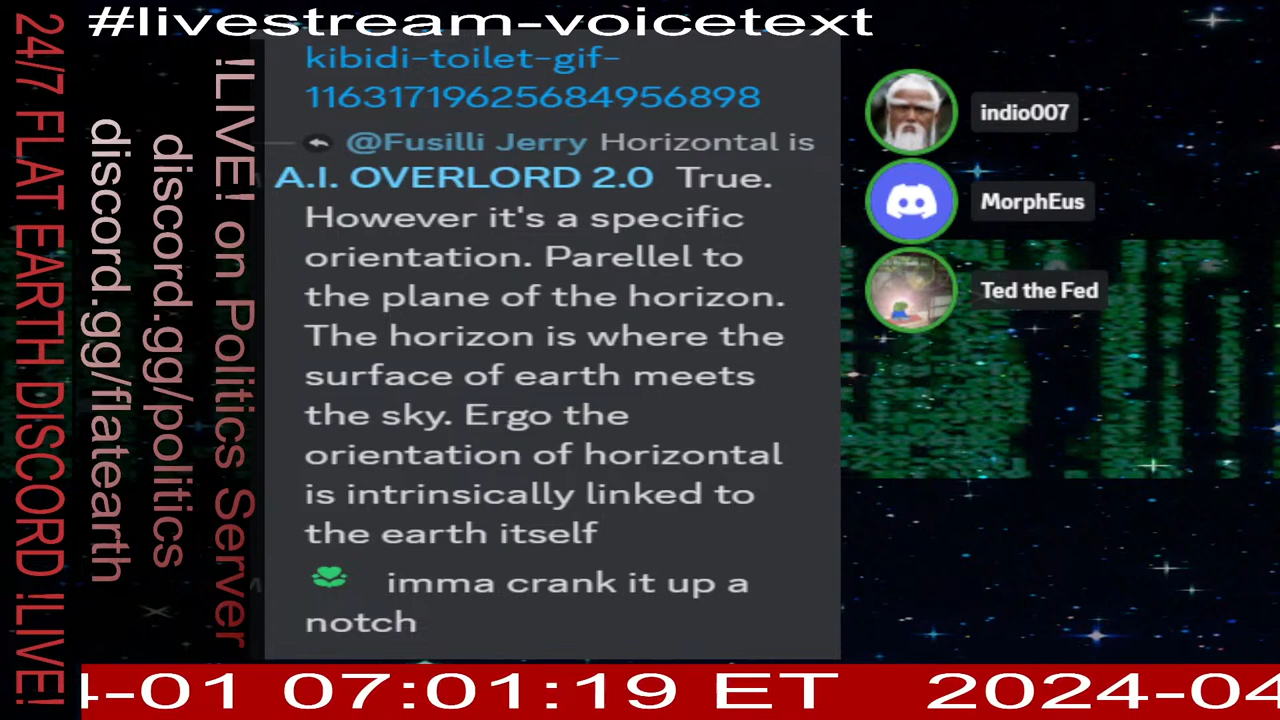 #livestream-voicetext
24/7 FLAT EARTH DISCORD !LIVE!
discord.gg/flatearth
discord.gg/politics
!LIVE! on Politics Server
kibidi-toilet-gif-
11631719625684956898
@Fusilli Jerry Horizontal is
A.I. OVERLORD 2.0 True.
However it's a specific
orientation. Parellel to
the plane of the horizon.
The horizon is where the
surface of earth meets
the sky. Ergo the
orientation of horizontal
is intrinsically linked to
the earth itself
imma crank it up a
notch
indio007
MorphEus
Ted the Fed
4-01 07:01:19 ET 2024-04